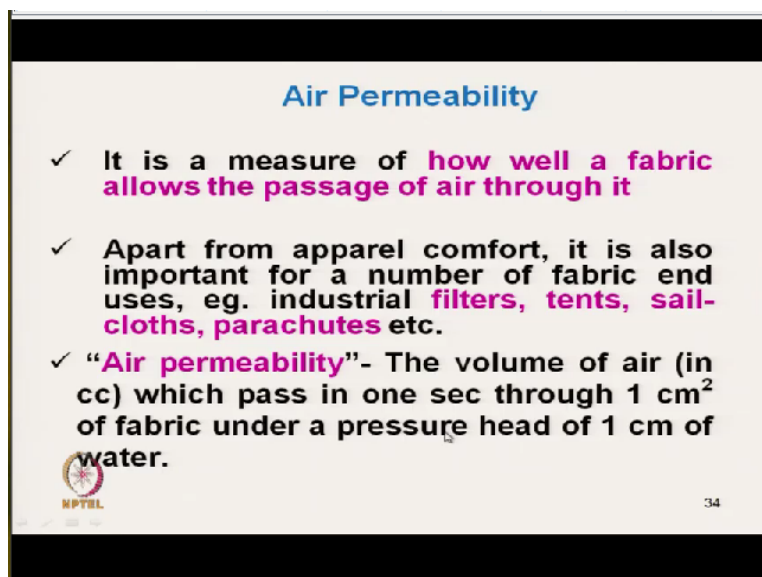 Air Permeability
✓ It is a measure of how well a fabric
allows the passage of air through it
✓ Apart from apparel comfort, it is also
important for a number of fabric end
uses, eg. industrial filters, tents, sail-
cloths, parachutes etc.
✓ “Air permeability”- The volume of air (in
cc) which pass in one sec through 1 cm²
of fabric under a pressure head of 1 cm of
water.
NPTEL
34